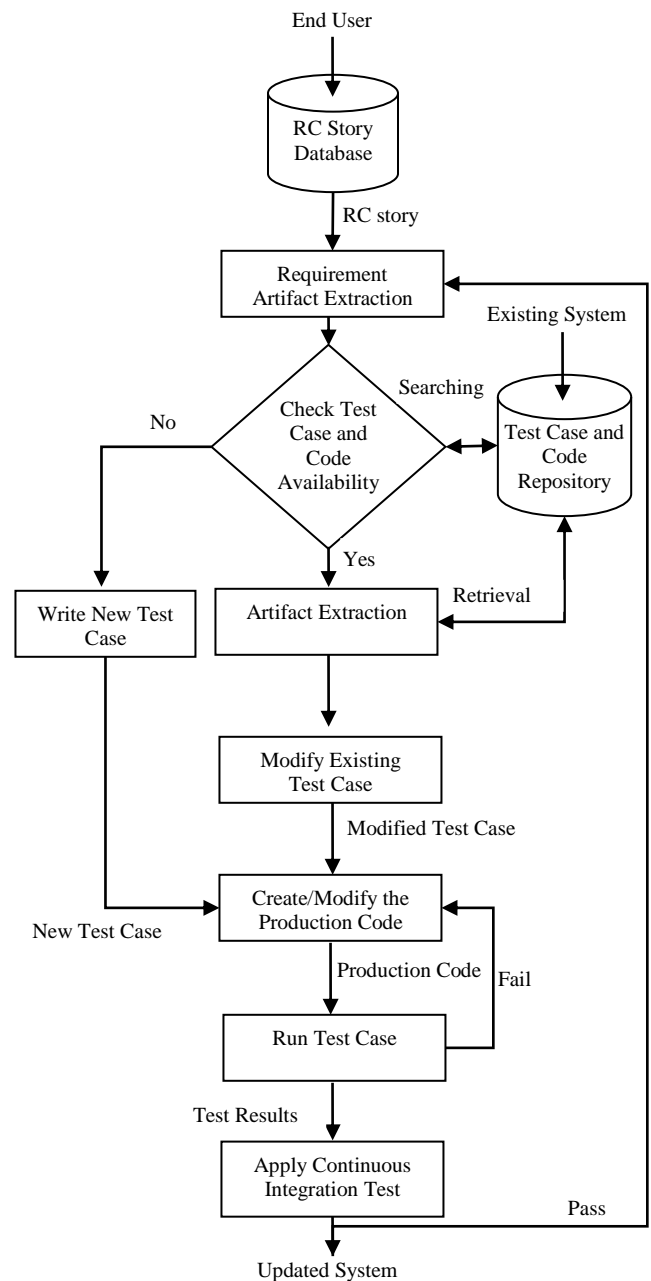 End User
RC Story
Database
RC story
Requirement
Artifact Extraction
Existing System
Searching
No
Check Test
Case and
Code
Availability
Test Case and
Code
Repository
Yes
Retrieval
Write New Test
Case
Artifact Extraction
Modify Existing
Test Case
Modified Test Case
Create/Modify the
Production Code
New Test Case
Production Code
Fail
Run Test Case
Test Results
Apply Continuous
Integration Test
Pass
Updated System